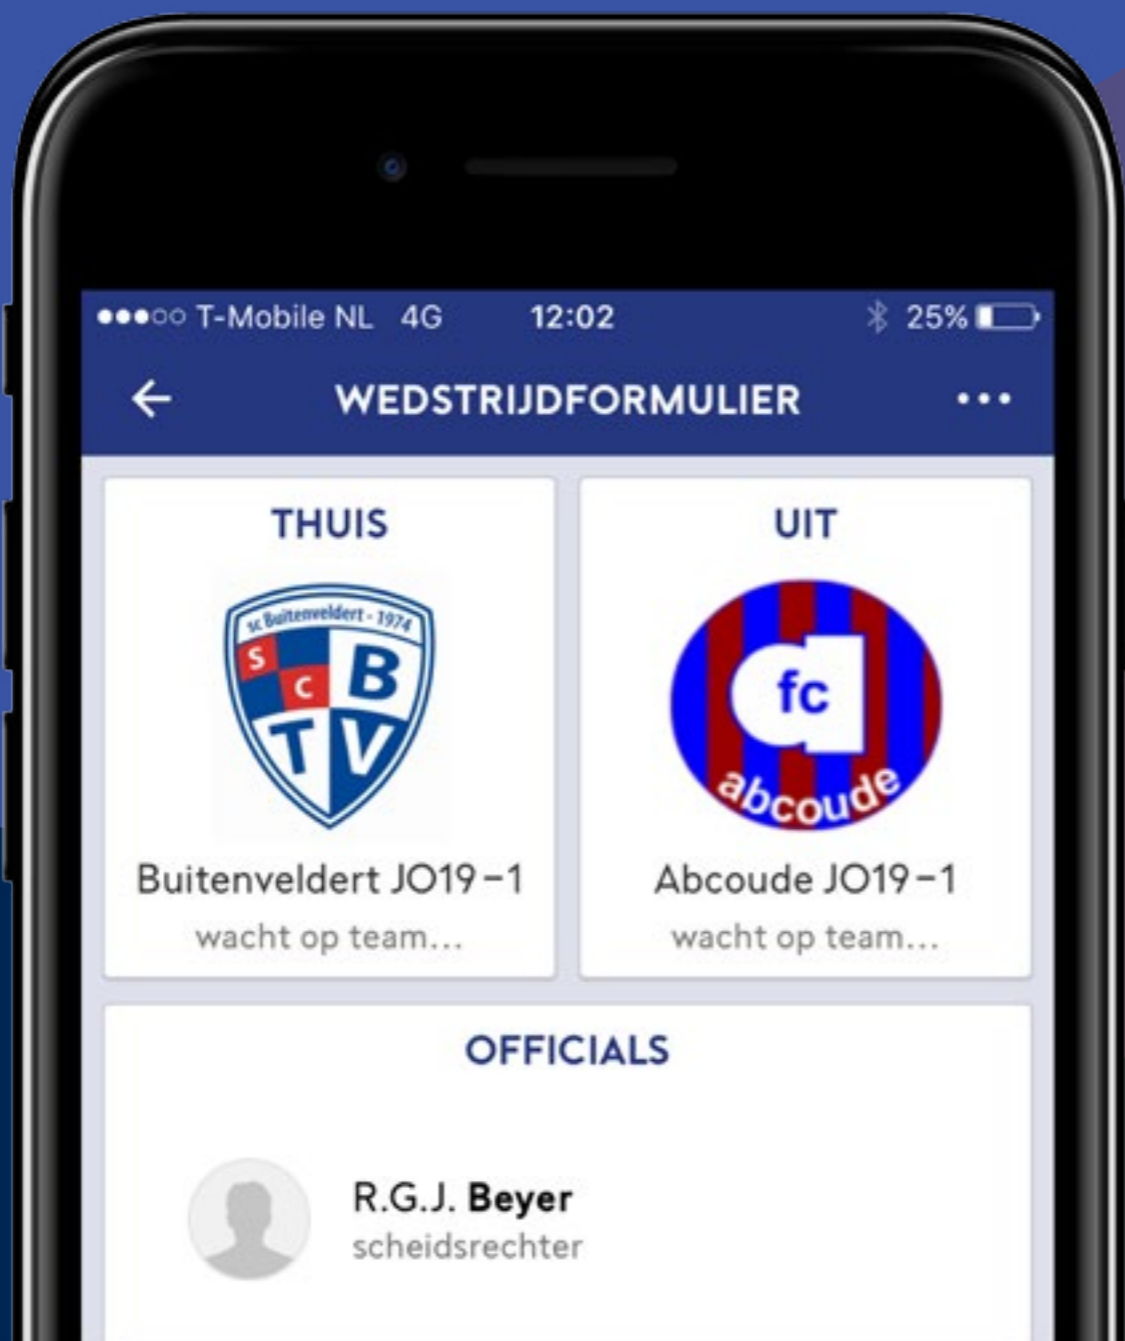 T-Mobile NL 4G 12:02 25%
WEDSTRIJDFORMULIER
THUIS
sc Buitenveldert - 1974
S
B
C
T V
Buitenveldert JO19-1
wacht op team...
UIT
fc
a
abcoude
Abcoude JO19-1
wacht op team...
OFFICIALS
R.G.J. Beyer
scheidsrechter